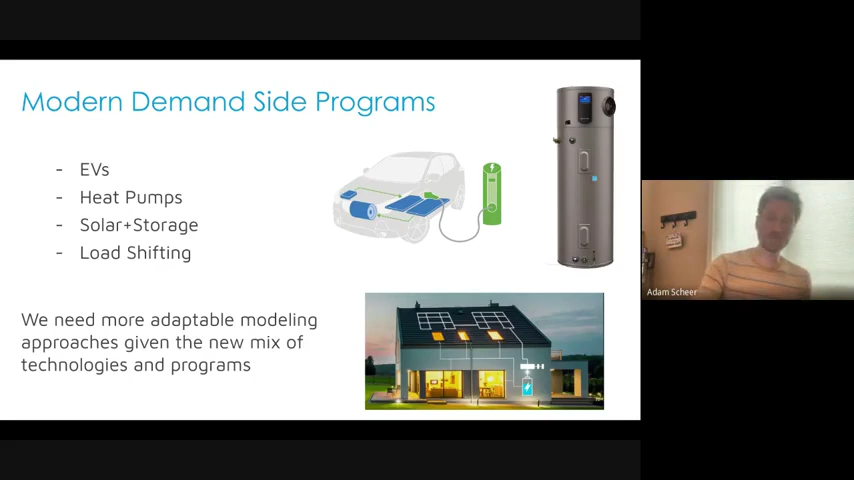 Modern Demand Side Programs
- EVs
- Heat Pumps
- Solar+Storage
- Load Shifting
We need more adaptable modeling
approaches given the new mix of
technologies and programs
Adam Scheer